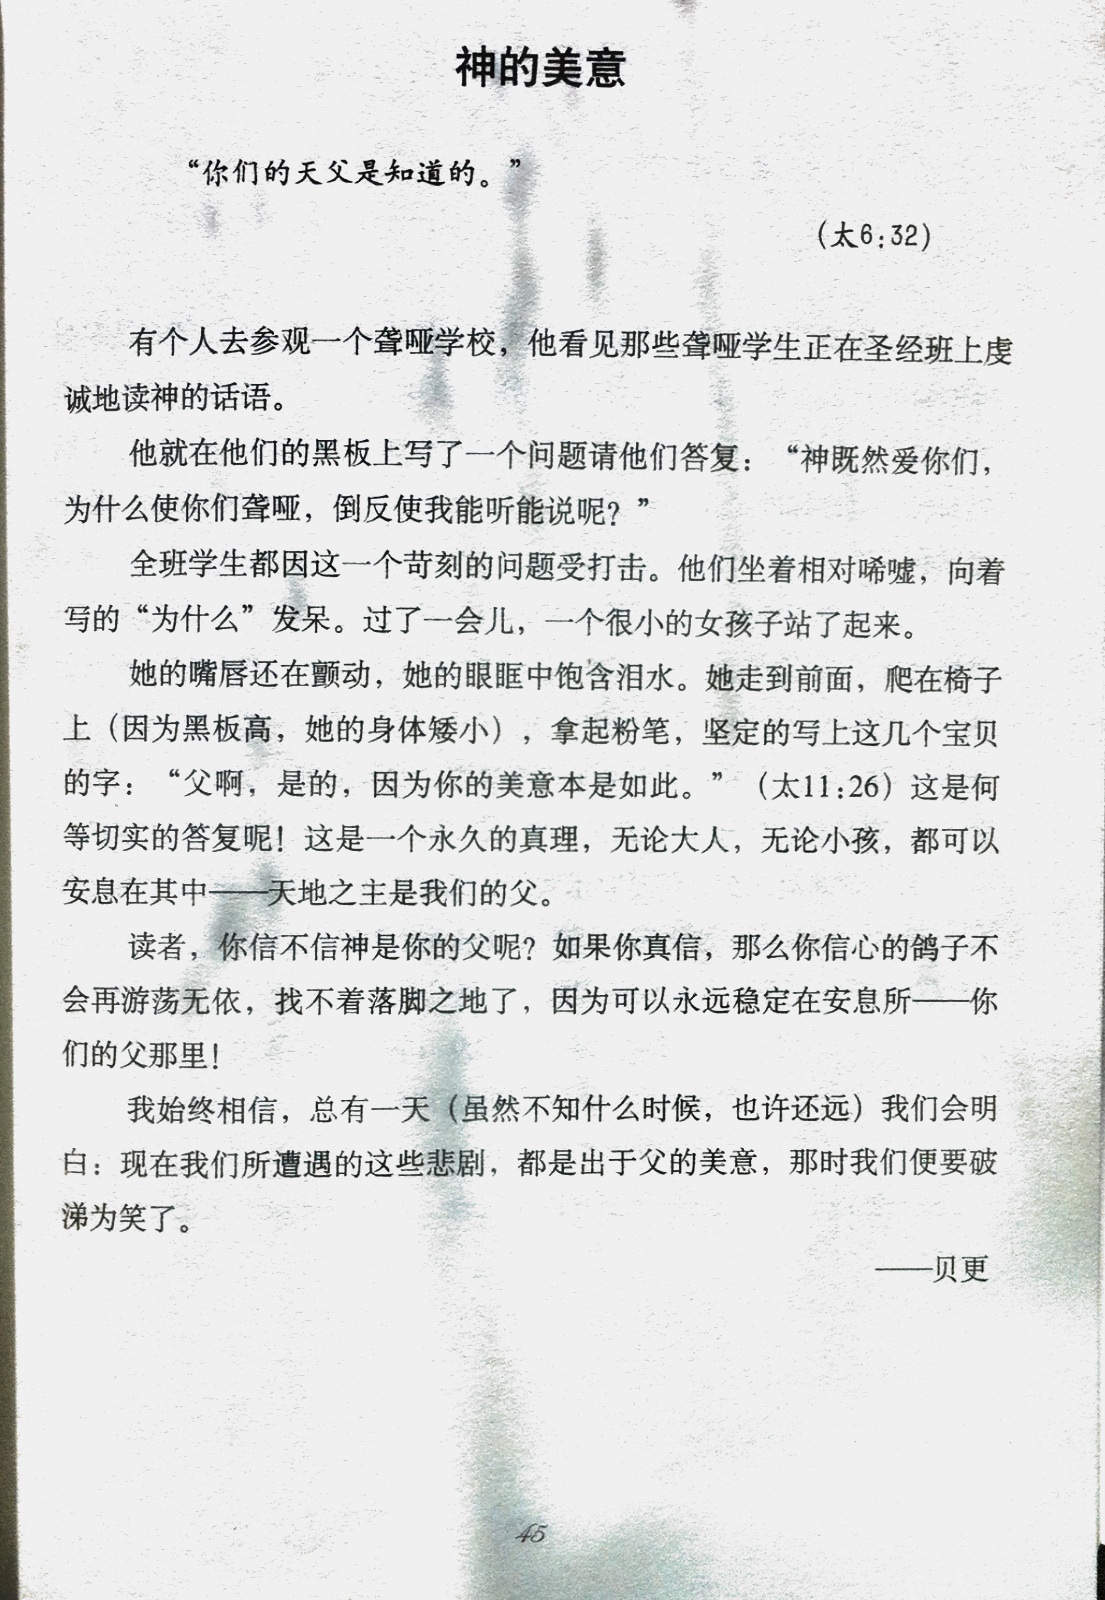 神的美意
“你们的天父是知道的。”
（太6:32）
有个人去参观一个聋哑学校，他看见那些聋哑学生正在圣经班上虔
诚地读神的话语。
他就在他们的黑板上写了一个问题请他们答复：“神既然爱你们，
为什么使你们聋哑，倒反使我能听能说呢？”
全班学生都因这一个苛刻的问题受打击。他们坐着相对唏嘘，向着
写的“为什么”发呆。过了一会儿，一个很小的女孩子站了起来。
她的嘴唇还在颤动，她的眼眶中饱含泪水。她走到前面，爬在椅子
上（因为黑板高，她的身体矮小），拿起粉笔，坚定的写上这几个宝贝
的字：“父啊，是的，因为你的美意本是如此。”（太11:26）这是何
等切实的答复呢！这是一个永久的真理，无论大人，无论小孩，都可以
安息在其中——天地之主是我们的父。
读者，你信不信神是你的父呢？如果你真信，那么你信心的鸽子不
会再游荡无依，找不着落脚之地了，因为可以永远稳定在安息所——你
们的父那里！
我始终相信，总有一天（虽然不知什么时候，也许还远）我们会明
白：现在我们所遭遇的这些悲剧，都是出于父的美意，那时我们便要破
涕为笑了。
——贝更
45